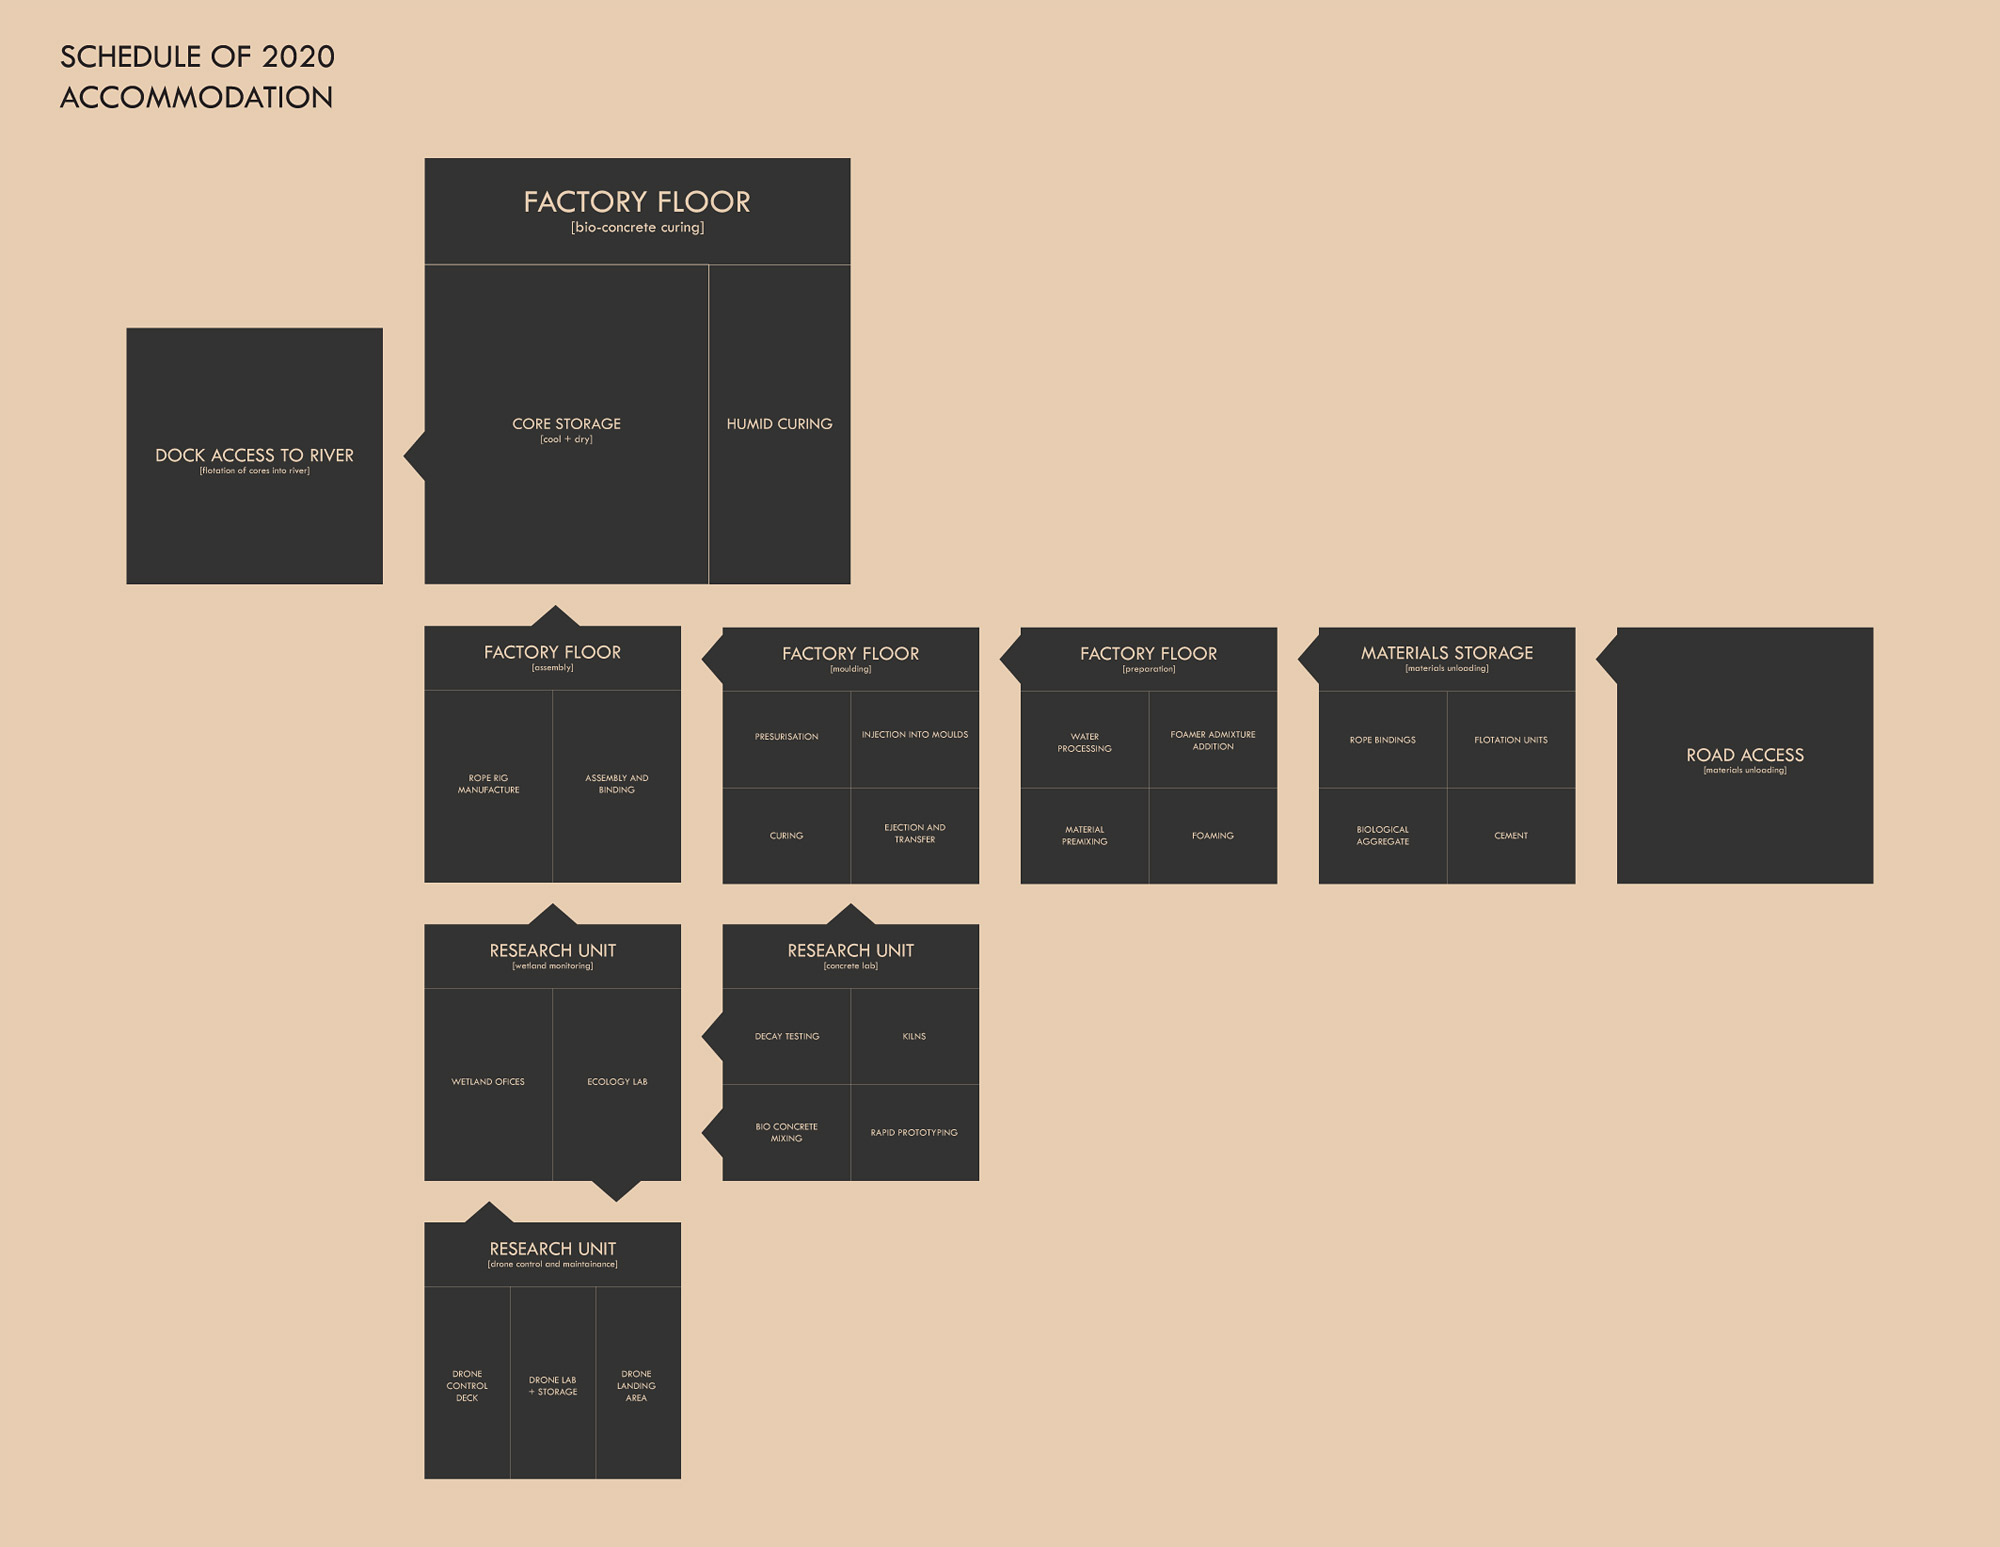 SCHEDULE OF 2020
ACCOMMODATION
FACTORY FLOOR
[bio-concrete curing]
CORE STORAGE
[cool + dry]
HUMID CURING
DOCK ACCESS TO RIVER
[flotation of cores into river]
FACTORY FLOOR
[assembly]
ROPE RIG
MANUFACTURE
ASSEMBLY AND
BINDING
FACTORY FLOOR
[moulding]
PRESURISATION
INJECTION INTO MOULDS
CURING
EJECTION AND
TRANSFER
FACTORY FLOOR
[preparation]
WATER
PROCESSING
FOAMER ADMIXTURE
ADDITION
MATERIAL
PREMIXING
FOAMING
MATERIALS STORAGE
[materials unloading]
ROPE BINDINGS
FLOTATION UNITS
BIOLOGICAL
AGGREGATE
CEMENT
ROAD ACCESS
[materials unloading]
RESEARCH UNIT
[wetland monitoring]
WETLAND OFICES
ECOLOGY LAB
RESEARCH UNIT
[concrete lab]
DECAY TESTING
KILNS
BIO CONCRETE
MIXING
RAPID PROTOTYPING
RESEARCH UNIT
[drone control and maintainance]
DRONE
CONTROL
DECK
DRONE LAB
+ STORAGE
DRONE
LANDING
AREA